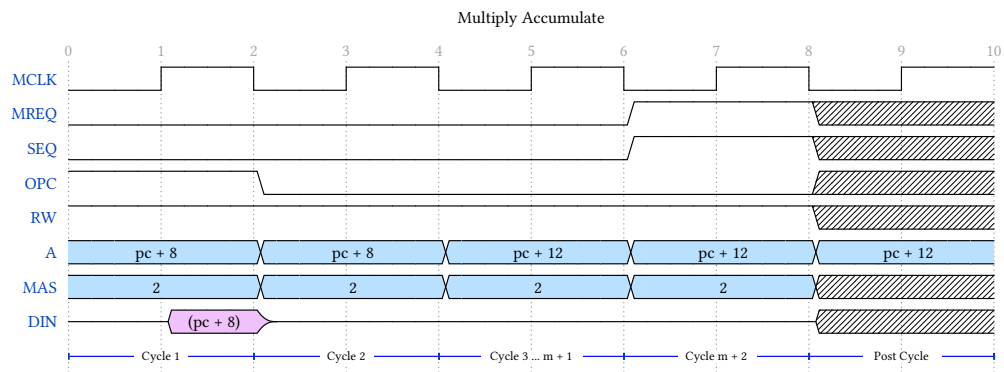 Multiply Accumulate
0 1 2 3 4 5 6 7 8 9 10
MCLK
MREQ
SEQ
OPC
RW
A pc + 8 pc + 8 pc + 12 pc + 12 pc + 12
MAS 2 2 2 2
DIN (pc + 8)
Cycle 1 Cycle 2 Cycle 3 ... m + 1 Cycle m + 2 Post Cycle